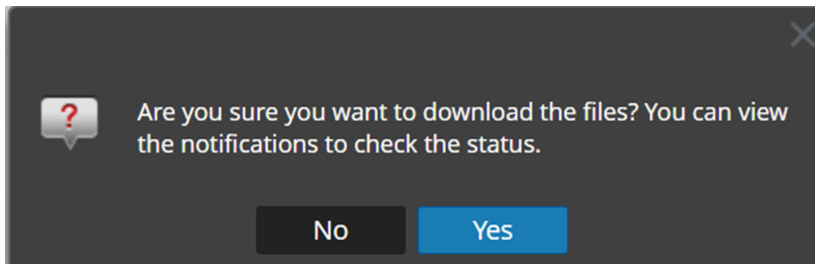 ?
Are you sure you want to download the files? You can view
the notifications to check the status.
No
Yes